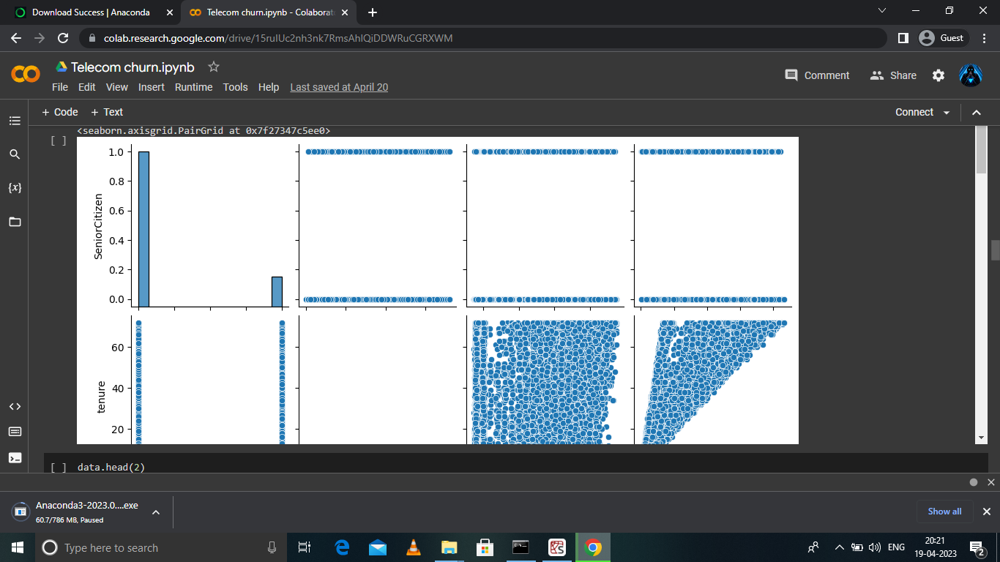 Download Success | Anaconda
Telecom churn.ipynb - Colaborato
colab.research.google.com/drive/15ruIUc2nh3nk7RmsAhlQiDDWRuCGRXWM
Guest
Telecom churn.ipynb
Comment
Share
File Edit View Insert Runtime Tools Help Last saved at April 20
+ Code + Text
Connect
[ ]
<seaborn.axisgrid.PairGrid at 0x7f27347c5ee0>
{x}
SeniorCitizen
1.0
0.8
0.6
0.4
0.2
0.0
tenure
60
40
20
[ ] data.head(2)
Anaconda3-2023.0....exe
60.7/786 MB, Paused
Show all
Type here to search
ENG
20:21
19-04-2023
2